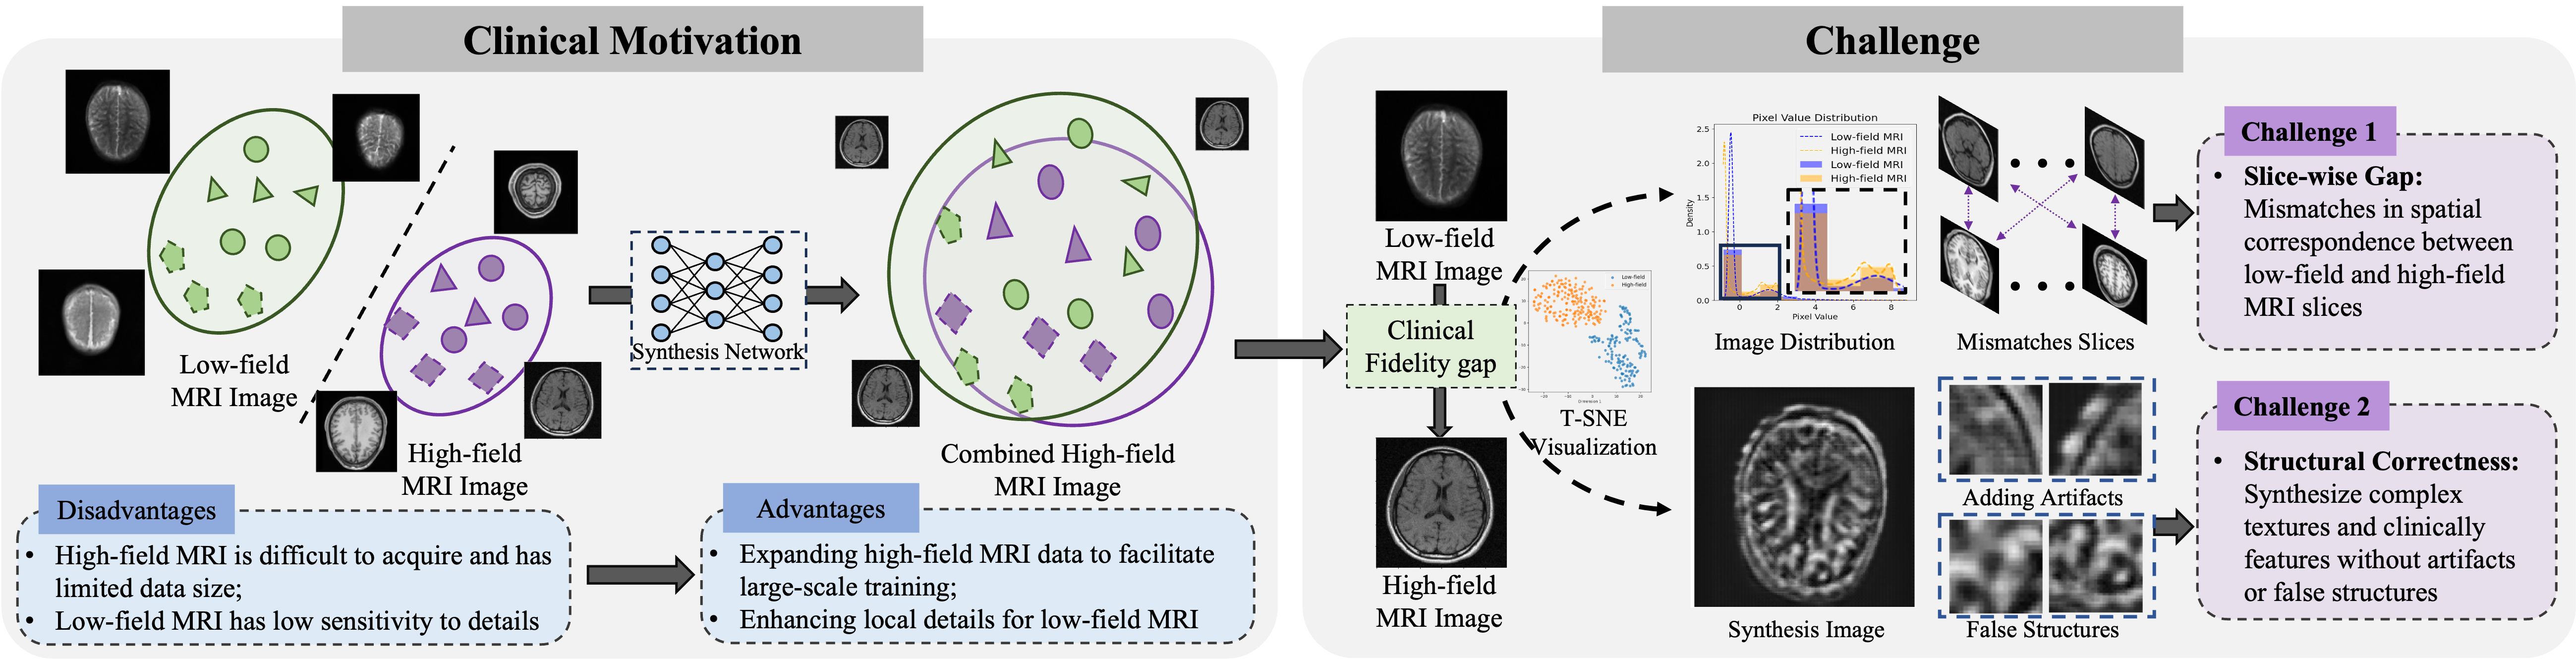 Clinical Motivation
Low-field
MRI Image
High-field
MRI Image
Synthesis Network
Combined High-field
MRI Image
Disadvantages
• High-field MRI is difficult to acquire and has
limited data size;
• Low-field MRI has low sensitivity to details
Advantages
• Expanding high-field MRI data to facilitate
large-scale training;
• Enhancing local details for low-field MRI
Challenge
Low-field
MRI Image
Clinical
Fidelity gap
High-field
MRI Image
Pixel Value Distribution
Low-field MRI
High-field MRI
Low-field MRI
High-field MRI
Density
2.5
2.0
1.5
1.0
0.5
0.0
0 2 4 6 8
Pixel Value
Image Distribution
Low-field
High-field
T-SNE
Visualization
Mismatches Slices
Synthesis Image
Adding Artifacts
False Structures
Challenge 1
• Slice-wise Gap:
Mismatches in spatial
correspondence between
low-field and high-field
MRI slices
Challenge 2
• Structural Correctness:
Synthesize complex
textures and clinically
features without artifacts
or false structures